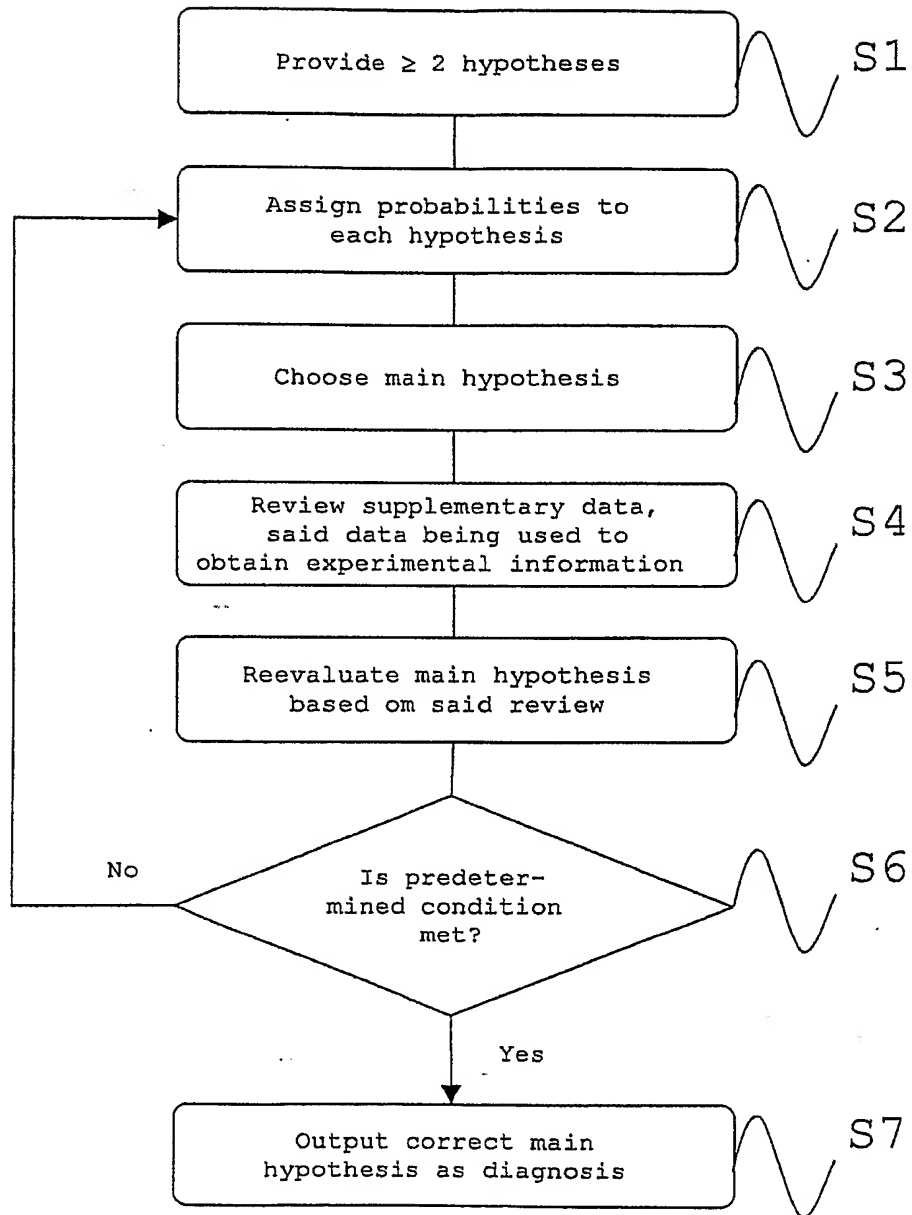 Provide ≥ 2 hypotheses
S1
Assign probabilities to
each hypothesis
S2
Choose main hypothesis
S3
Review supplementary data,
said data being used to
obtain experimental information
S4
Reevaluate main hypothesis
based om said review
S5
No
Is predeter-
mined condition
met?
S6
Yes
Output correct main
hypothesis as diagnosis
S7